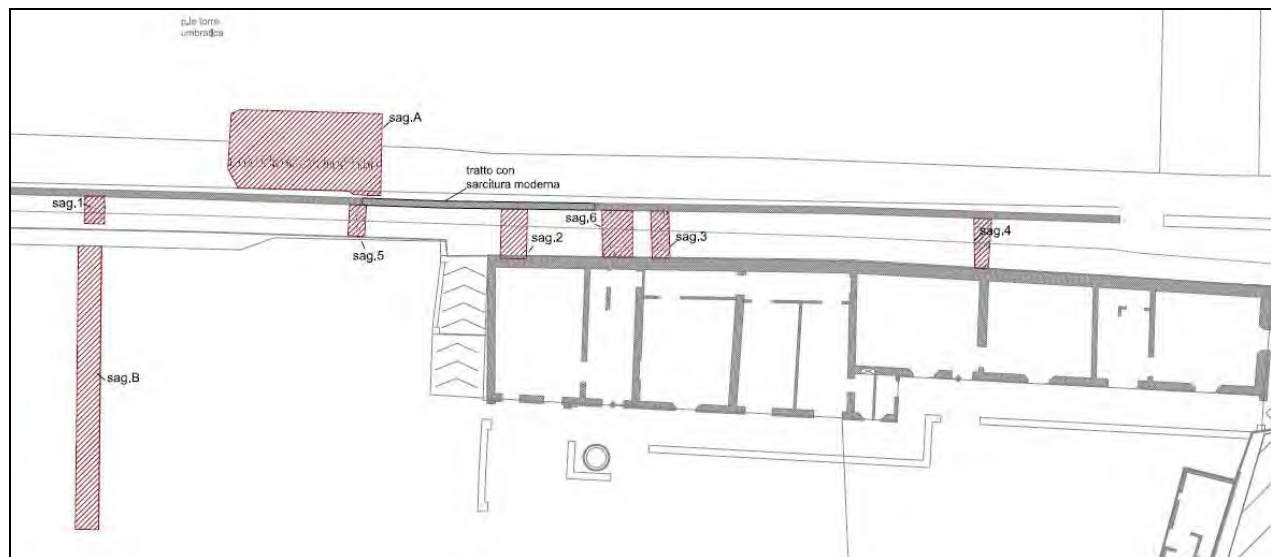 p.le torre
umbratica
sag.A
tratto con
sarcitura moderna
sag.1
sag.5
sag.2
sag.6
sag.3
sag.4
sag.B